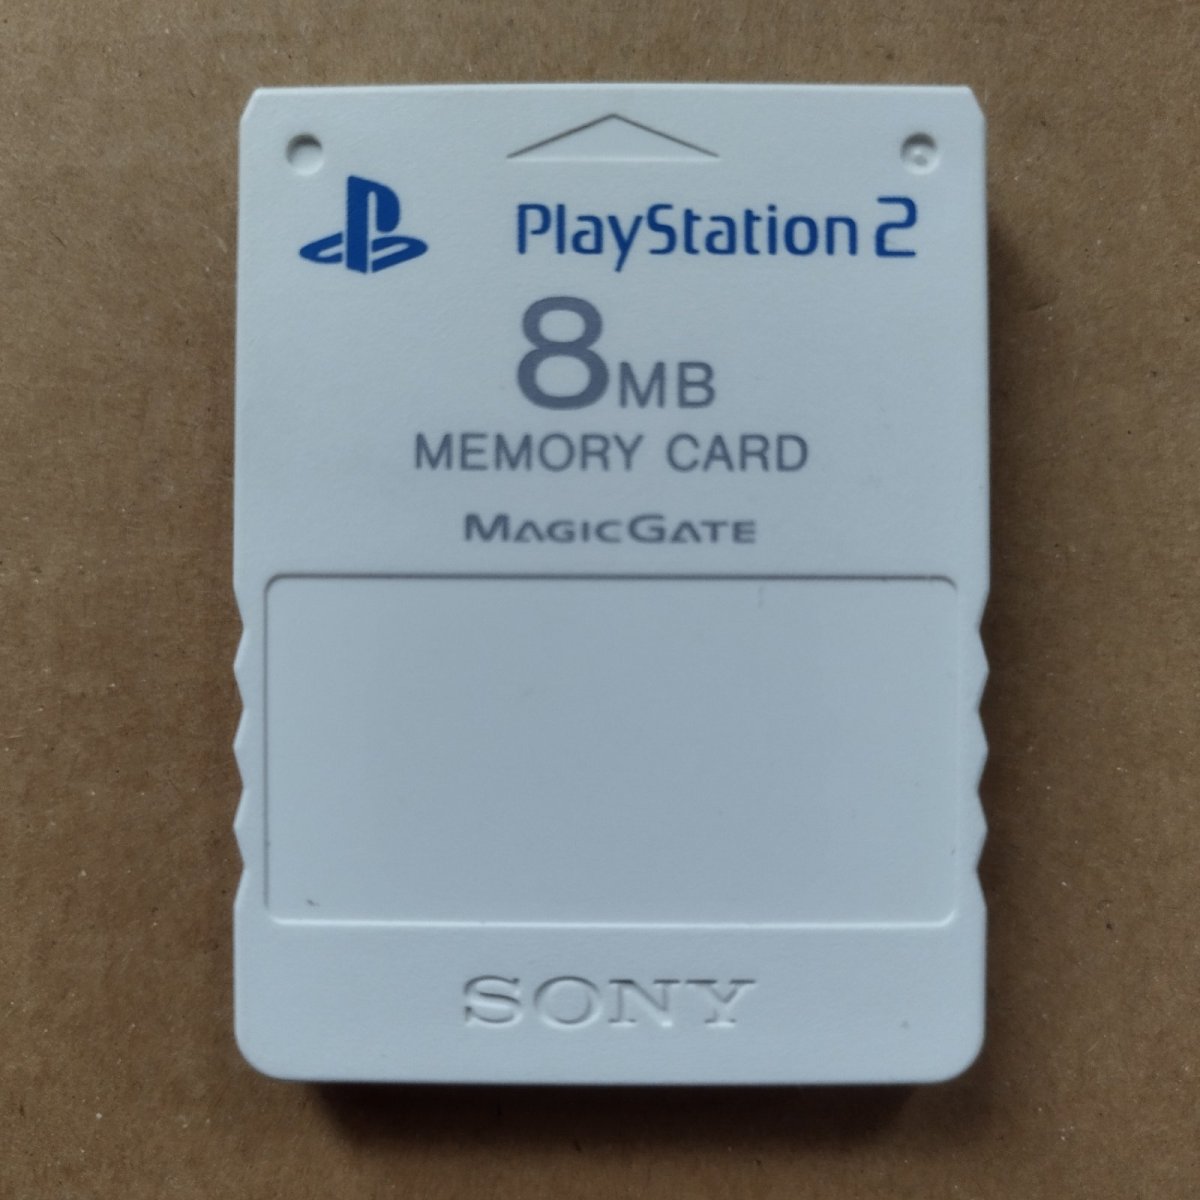 PlayStation 2
8MB
MEMORY CARD
MAGICGATE
SONY